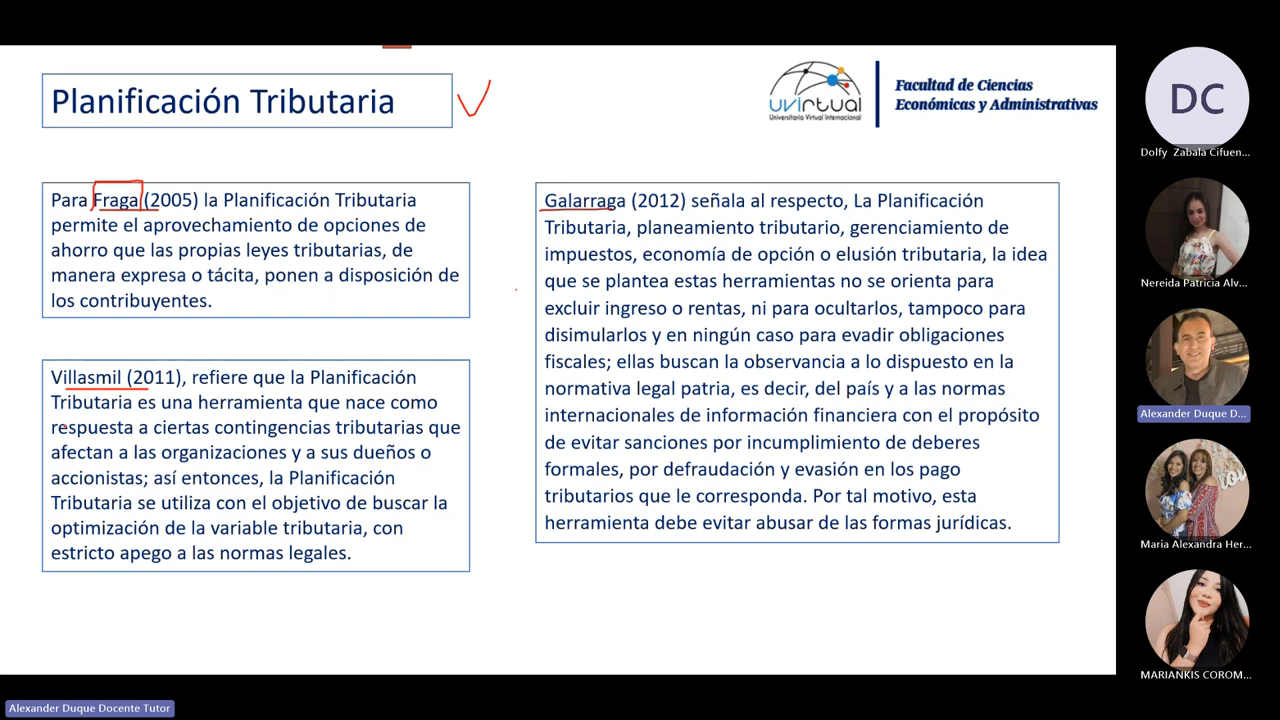 Planificación Tributaria
uvirtual
Universitario Virtual Internacional
Facultad de Ciencias
Económicas y Administrativas
Para Fraga (2005) la Planificación Tributaria
permite el aprovechamiento de opciones de
ahorro que las propias leyes tributarias, de
manera expresa o tácita, ponen a disposición de
los contribuyentes.
Villasmil (2011), refiere que la Planificación
Tributaria es una herramienta que nace como
respuesta a ciertas contingencias tributarias que
afectan a las organizaciones y a sus dueños o
accionistas; así entonces, la Planificación
Tributaria se utiliza con el objetivo de buscar la
optimización de la variable tributaria, con
estricto apego a las normas legales.
Galarraga (2012) señala al respecto, La Planificación
Tributaria, planeamiento tributario, gerenciamiento de
impuestos, economía de opción o elusión tributaria, la idea
que se plantea estas herramientas no se orienta para
excluir ingreso o rentas, ni para ocultarlos, tampoco para
disimularlos y en ningún caso para evadir obligaciones
fiscales; ellas buscan la observancia a lo dispuesto en la
normativa legal patria, es decir, del país y a las normas
internacionales de información financiera con el propósito
de evitar sanciones por incumplimiento de deberes
formales, por defraudación y evasión en los pago
tributarios que le corresponda. Por tal motivo, esta
herramienta debe evitar abusar de las formas jurídicas.
DC
Dolfy Zabala Cifuen...
Nereida Patricia Alv...
Alexander Duque D...
Maria Alexandra Her...
MARIANKIS COROM...
Alexander Duque Docente Tutor